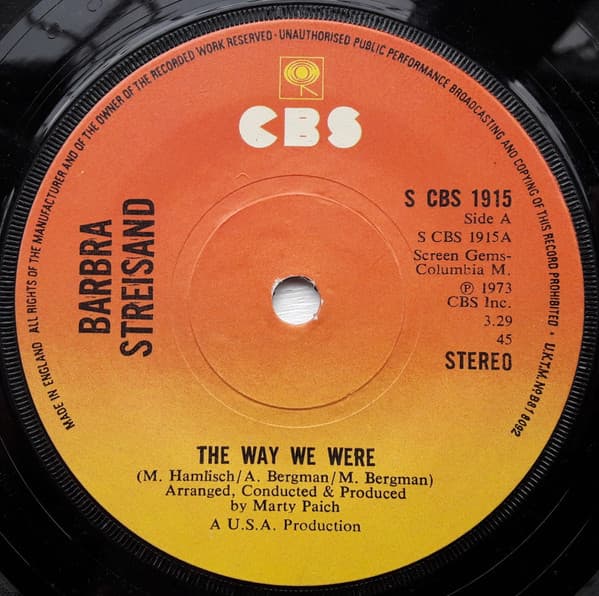 MADE IN ENGLAND ALL RIGHTS OF THE MANUFACTURER AND OF THE OWNER OF THE RECORDED WORK RESERVED · UNAUTHORISED PUBLIC PERFORMANCE BROADCASTING AND COPYING OF THIS RECORD PROHIBITED • U.K.T.M. No B81 8092
CBS
BARBRA
STREISAND
S CBS 1915
Side A
S CBS 1915A
Screen Gems-
Columbia M.
℗ 1973
CBS Inc.
3.29
45
STEREO
THE WAY WE WERE
(M. Hamlisch/A. Bergman/M. Bergman)
Arranged, Conducted & Produced
by Marty Paich
A U.S.A. Production